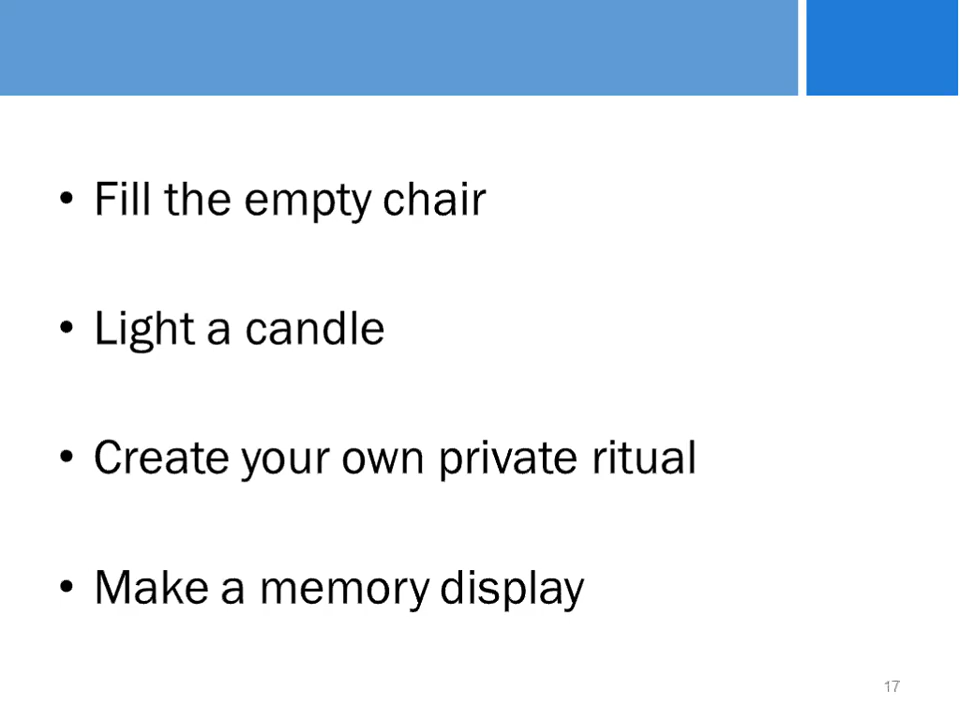 • Fill the empty chair
• Light a candle
• Create your own private ritual
• Make a memory display
17